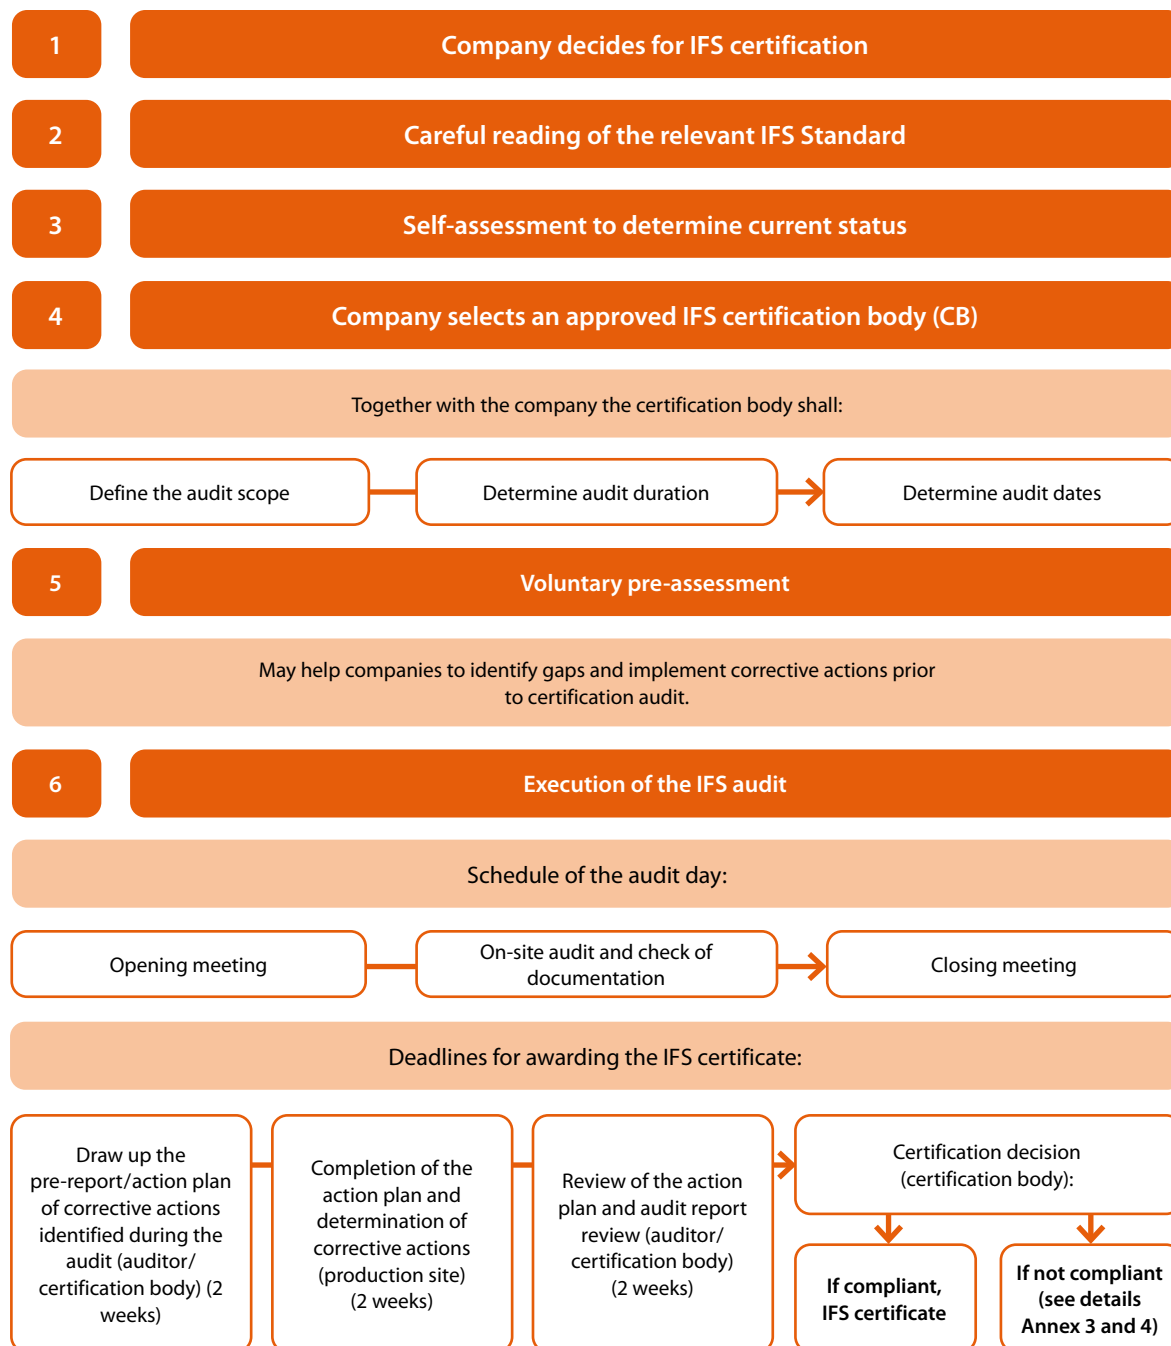 1
Company decides for IFS certification
2
Careful reading of the relevant IFS Standard
3
Self-assessment to determine current status
4
Company selects an approved IFS certification body (CB)
Together with the company the certification body shall:
Define the audit scope
Determine audit duration
Determine audit dates
5
Voluntary pre-assessment
May help companies to identify gaps and implement corrective actions prior
to certification audit.
6
Execution of the IFS audit
Schedule of the audit day:
Opening meeting
On-site audit and check of
documentation
Closing meeting
Deadlines for awarding the IFS certificate:
Draw up the
pre-report/action plan
of corrective actions
identified during the
audit (auditor/
certification body) (2
weeks)
Completion of the
action plan and
determination of
corrective actions
(production site)
(2 weeks)
Review of the action
plan and audit report
review (auditor/
certification body)
(2 weeks)
Certification decision
(certification body):
If compliant,
IFS certificate
If not compliant
(see details
Annex 3 and 4)